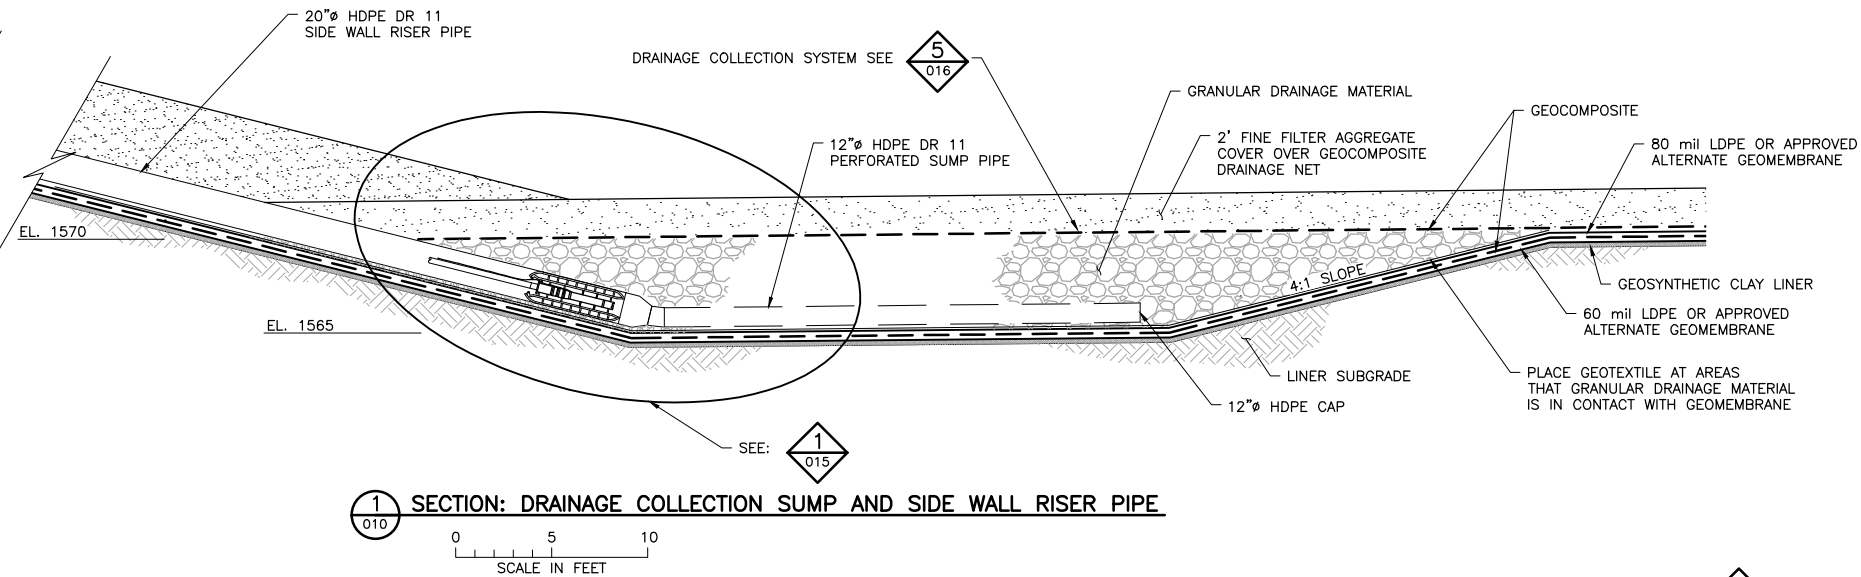 20"ø HDPE DR 11
SIDE WALL RISER PIPE
DRAINAGE COLLECTION SYSTEM SEE
5
016
GRANULAR DRAINAGE MATERIAL
GEOCOMPOSITE
2' FINE FILTER AGGREGATE
COVER OVER GEOCOMPOSITE
DRAINAGE NET
12"ø HDPE DR 11
PERFORATED SUMP PIPE
80 mil LDPE OR APPROVED
ALTERNATE GEOMEMBRANE
EL. 1570
4:1 SLOPE
GEOSYNTHETIC CLAY LINER
EL. 1565
60 mil LDPE OR APPROVED
ALTERNATE GEOMEMBRANE
LINER SUBGRADE
PLACE GEOTEXTILE AT AREAS
THAT GRANULAR DRAINAGE MATERIAL
IS IN CONTACT WITH GEOMEMBRANE
12"ø HDPE CAP
SEE:
1
015
1
010
SECTION: DRAINAGE COLLECTION SUMP AND SIDE WALL RISER PIPE
0 5 10
SCALE IN FEET